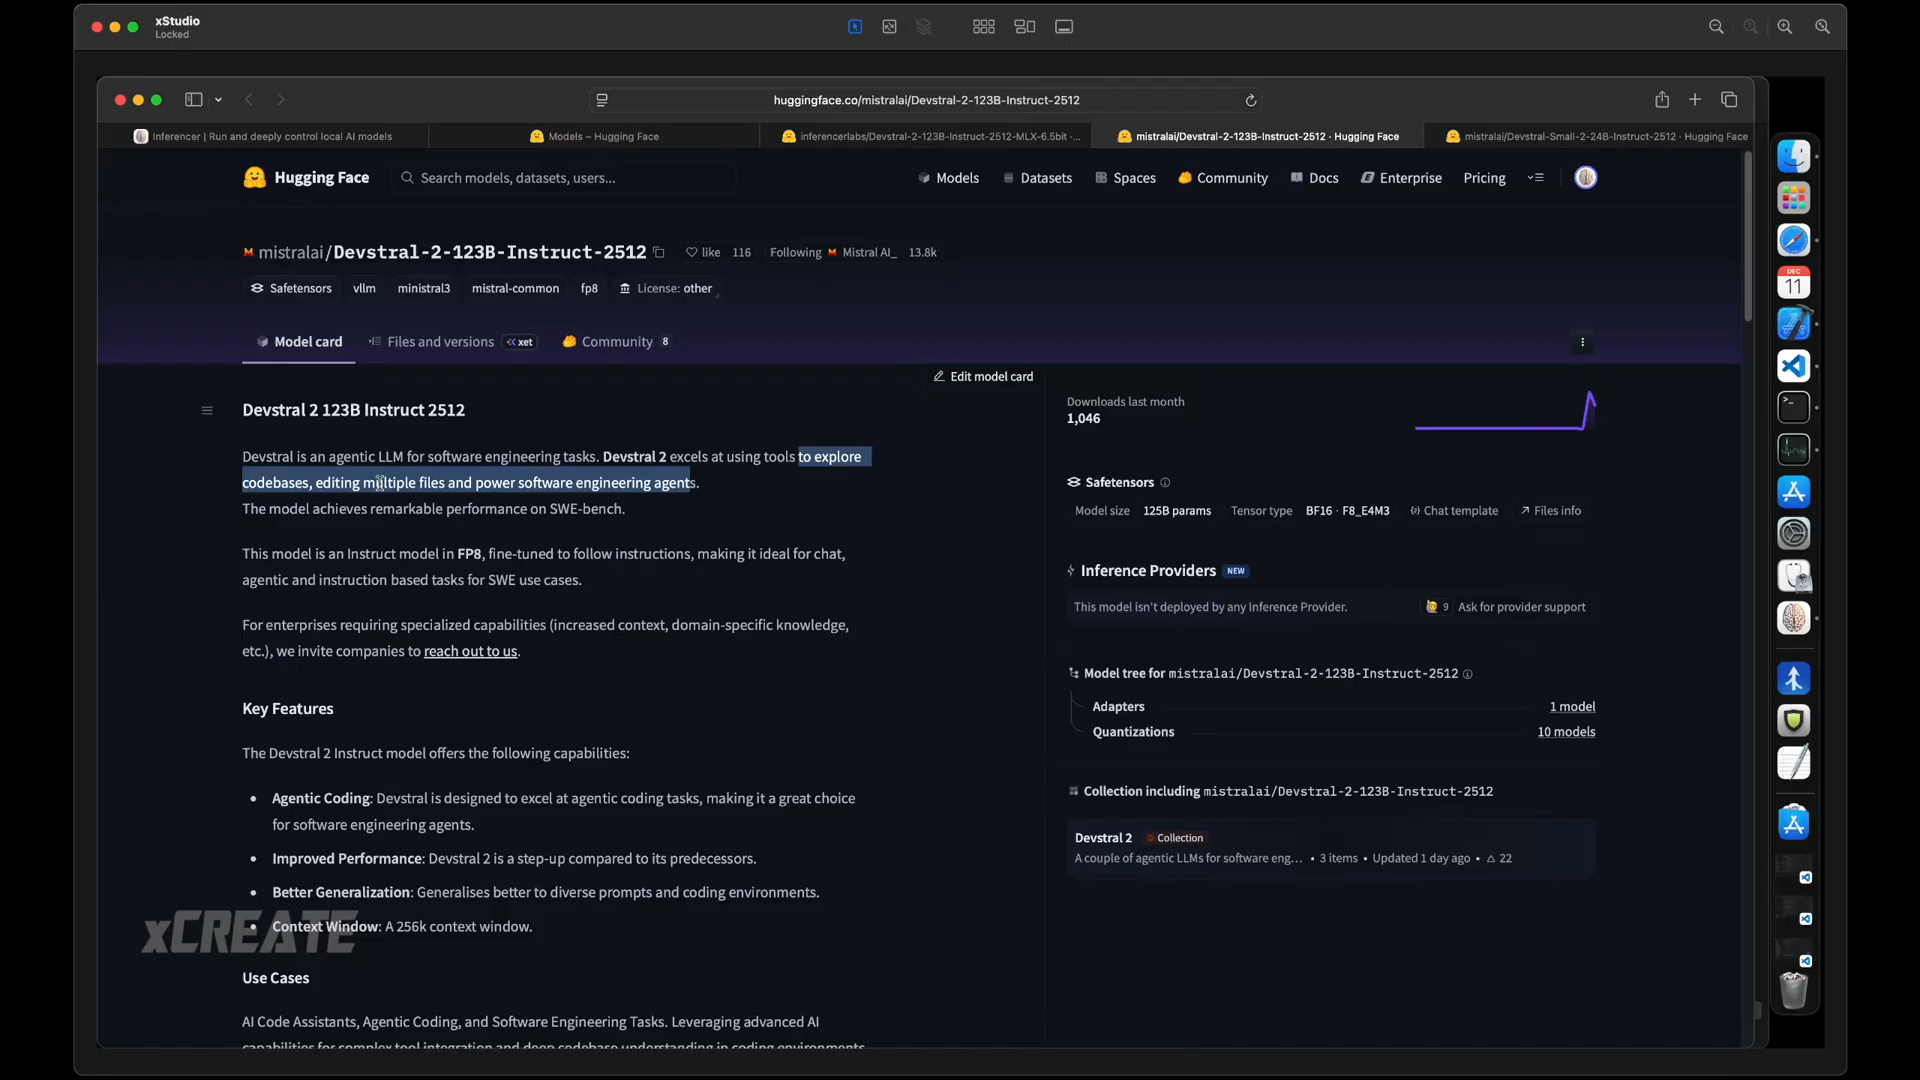 xStudio
Locked
huggingface.co/mistralai/Devstral-2-123B-Instruct-2512
Inferencer | Run and deeply control local AI models
Models – Hugging Face
inferencerlabs/Devstral-2-123B-Instruct-2512-MLX-6.5bit ·...
mistralai/Devstral-2-123B-Instruct-2512 · Hugging Face
mistralai/Devstral-Small-2-24B-Instruct-2512 · Hugging Face
Hugging Face
Search models, datasets, users...
Models
Datasets
Spaces
Community
Docs
Enterprise
Pricing
mistralai/Devstral-2-123B-Instruct-2512
like 116
Following Mistral AI_ 13.8k
Safetensors
vllm
ministral3
mistral-common
fp8
License: other
Model card
Files and versions
xet
Community 8
Edit model card
Devstral 2 123B Instruct 2512
Devstral is an agentic LLM for software engineering tasks. Devstral 2 excels at using tools to explore
codebases, editing multiple files and power software engineering agents.
The model achieves remarkable performance on SWE-bench.
This model is an Instruct model in FP8, fine-tuned to follow instructions, making it ideal for chat,
agentic and instruction based tasks for SWE use cases.
For enterprises requiring specialized capabilities (increased context, domain-specific knowledge,
etc.), we invite companies to reach out to us.
Key Features
The Devstral 2 Instruct model offers the following capabilities:
• Agentic Coding: Devstral is designed to excel at agentic coding tasks, making it a great choice
for software engineering agents.
• Improved Performance: Devstral 2 is a step-up compared to its predecessors.
• Better Generalization: Generalises better to diverse prompts and coding environments.
• Context Window: A 256k context window.
xCREATE
Use Cases
AI Code Assistants, Agentic Coding, and Software Engineering Tasks. Leveraging advanced AI
capabilities for complex tool integration and deep codebase understanding in coding environments
Downloads last month
1,046
Safetensors
Model size 125B params
Tensor type BF16 · F8_E4M3
Chat template
Files info
Inference Providers NEW
This model isn't deployed by any Inference Provider.
9 Ask for provider support
Model tree for mistralai/Devstral-2-123B-Instruct-2512
Adapters 1 model
Quantizations 10 models
Collection including mistralai/Devstral-2-123B-Instruct-2512
Devstral 2 Collection
A couple of agentic LLMs for software eng... • 3 items • Updated 1 day ago • 22
DEC
11